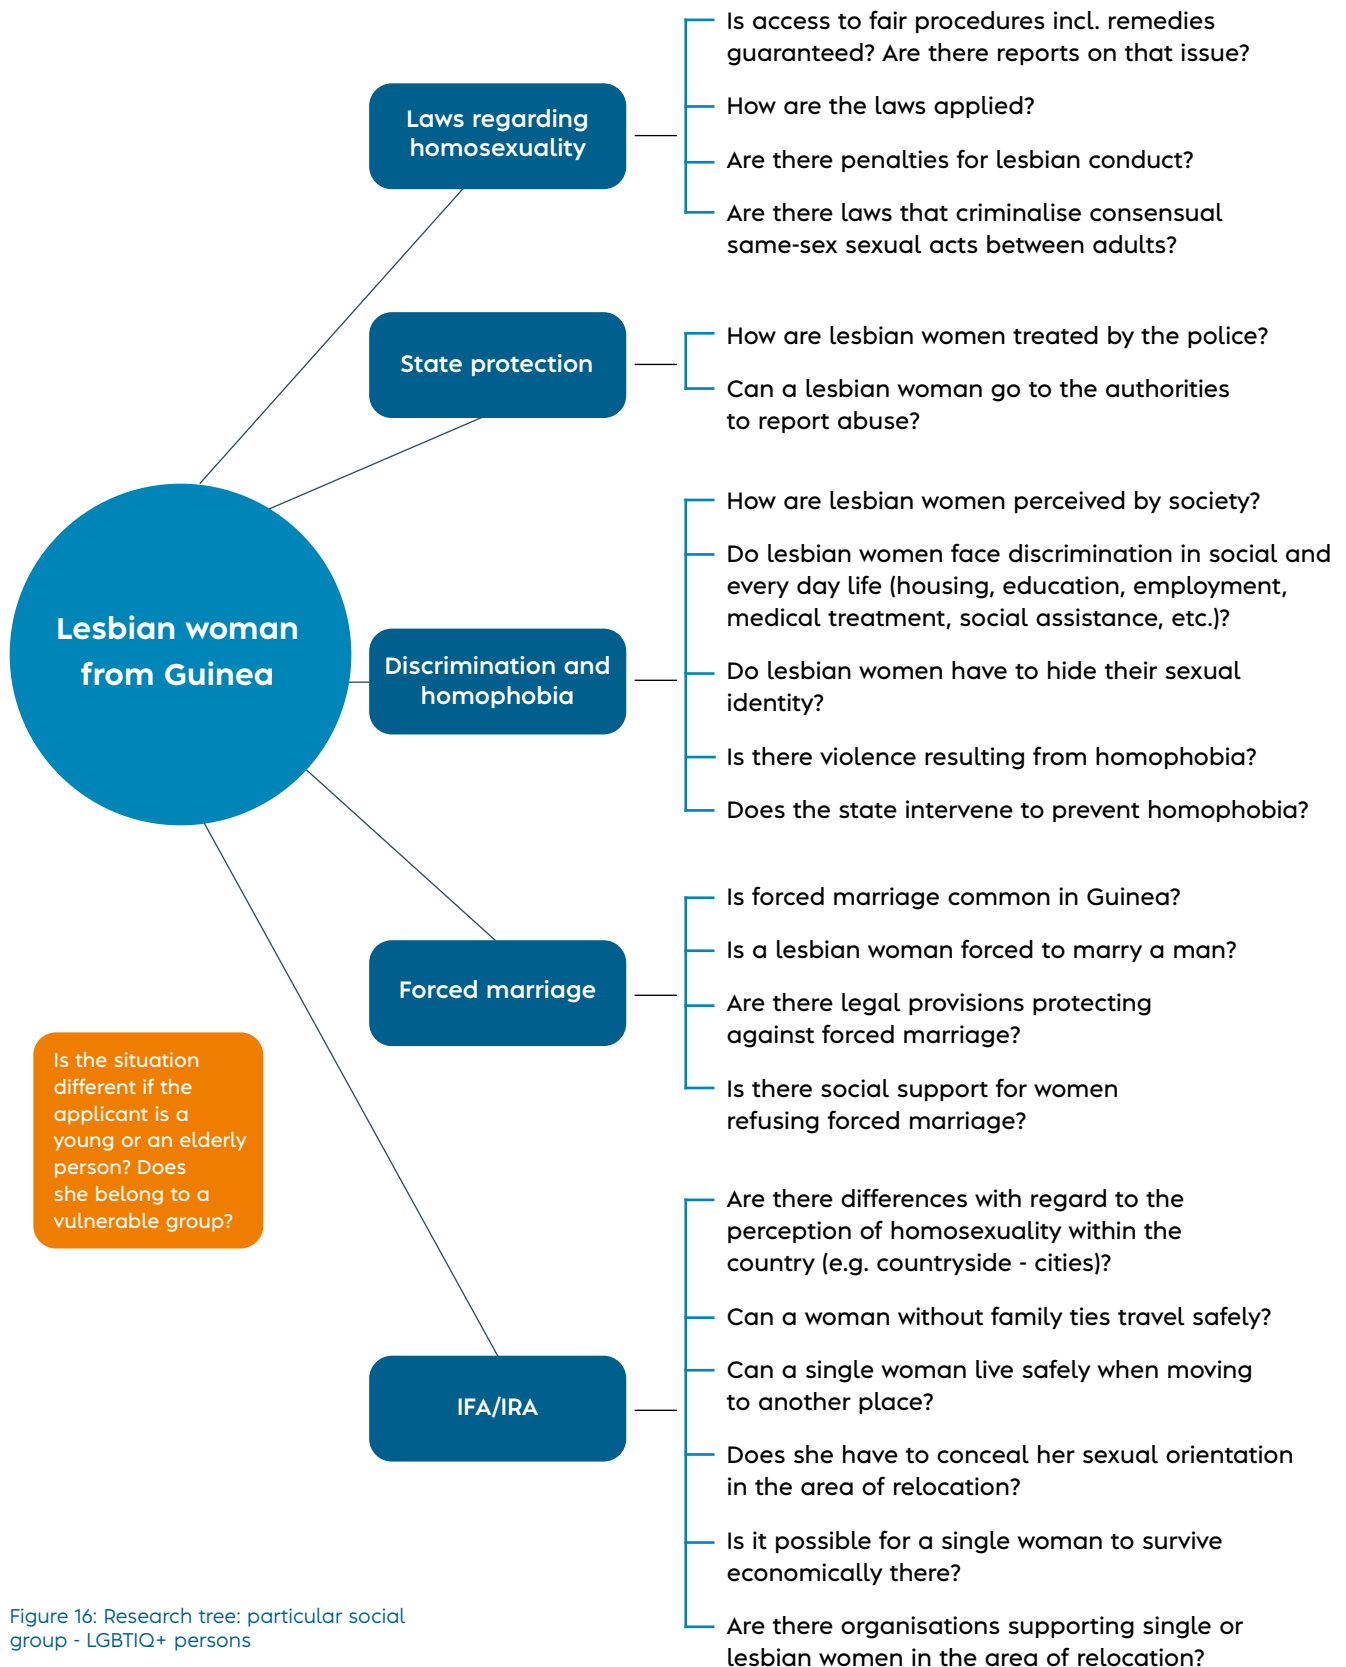 Laws regarding
homosexuality
Is access to fair procedures incl. remedies
guaranteed? Are there reports on that issue?
How are the laws applied?
Are there penalties for lesbian conduct?
Are there laws that criminalise consensual
same-sex sexual acts between adults?
State protection
How are lesbian women treated by the police?
Can a lesbian woman go to the authorities
to report abuse?
Lesbian woman
from Guinea
Discrimination and
homophobia
How are lesbian women perceived by society?
Do lesbian women face discrimination in social and
every day life (housing, education, employment,
medical treatment, social assistance, etc.)?
Do lesbian women have to hide their sexual
identity?
Is there violence resulting from homophobia?
Does the state intervene to prevent homophobia?
Forced marriage
Is forced marriage common in Guinea?
Is a lesbian woman forced to marry a man?
Are there legal provisions protecting
against forced marriage?
Is there social support for women
refusing forced marriage?
Is the situation
different if the
applicant is a
young or an elderly
person? Does
she belong to a
vulnerable group?
IFA/IRA
Are there differences with regard to the
perception of homosexuality within the
country (e.g. countryside - cities)?
Can a woman without family ties travel safely?
Can a single woman live safely when moving
to another place?
Does she have to conceal her sexual orientation
in the area of relocation?
Is it possible for a single woman to survive
economically there?
Are there organisations supporting single or
lesbian women in the area of relocation?
Figure 16: Research tree: particular social
group - LGBTIQ+ persons